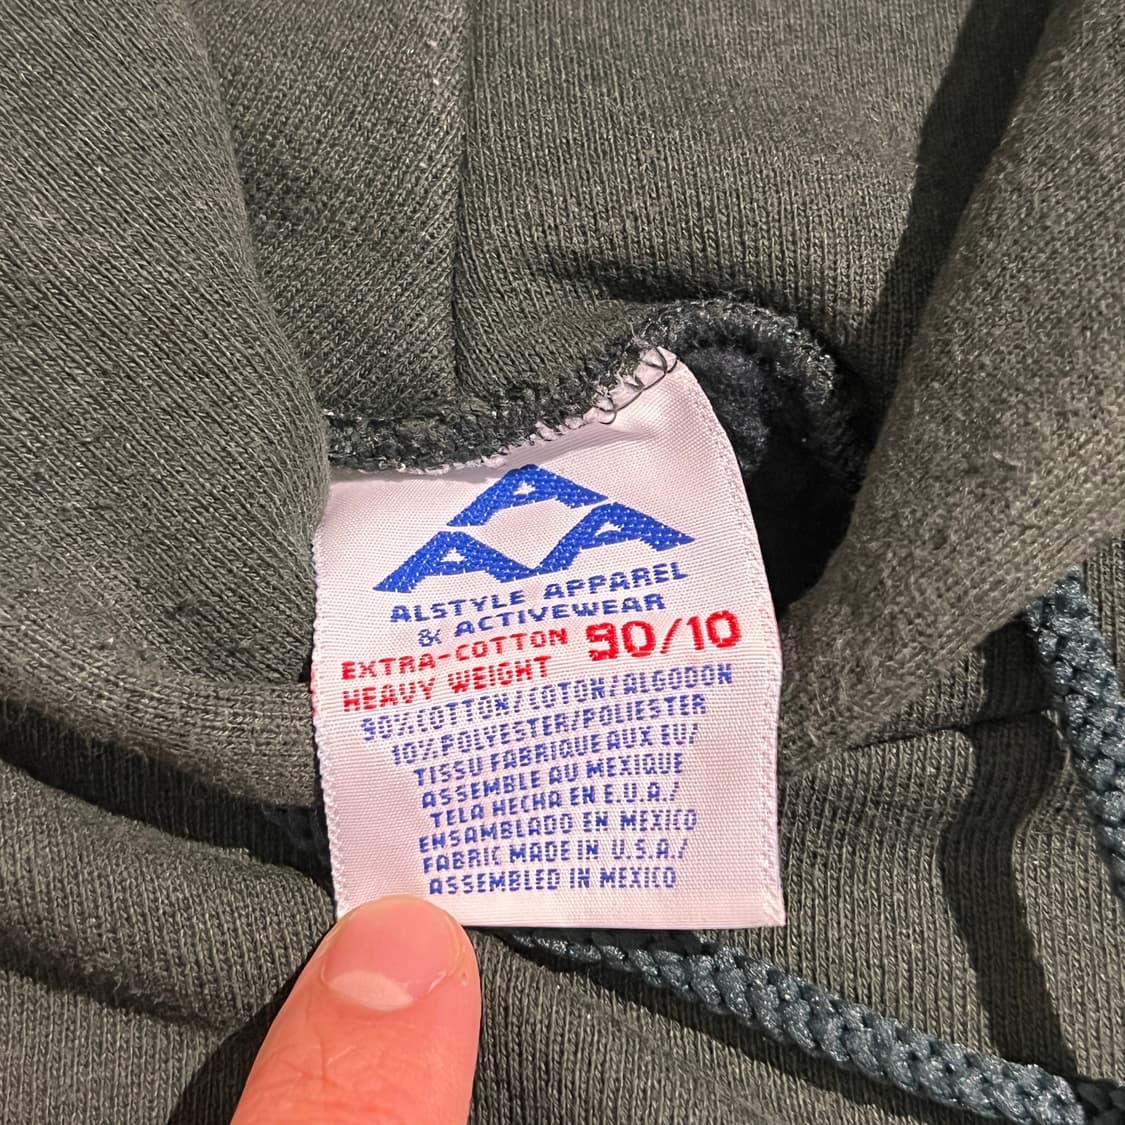 AAA
ALSTYLE APPAREL
& ACTIVEWEAR
EXTRA-COTTON 90/10
HEAVY WEIGHT
90%COTTON/COTON/ALGODON
10% POLYESTER/POLIESTER
TISSU FABRIQUE AUX EU/
ASSEMBLE AU MEXIQUE
TELA HECHA EN E.U.A./
ENSAMBLADO EN MEXICO
FABRIC MADE IN U.S.A./
ASSEMBLED IN MEXICO